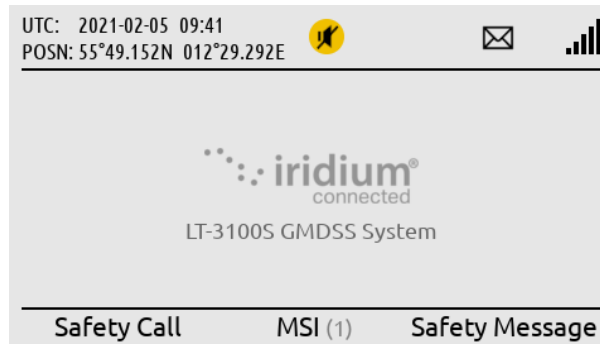 UTC: 2021-02-05 09:41
POSN: 55°49.152N 012°29.292E
iridium®
connected
LT-3100S GMDSS System
Safety Call MSI (1) Safety Message